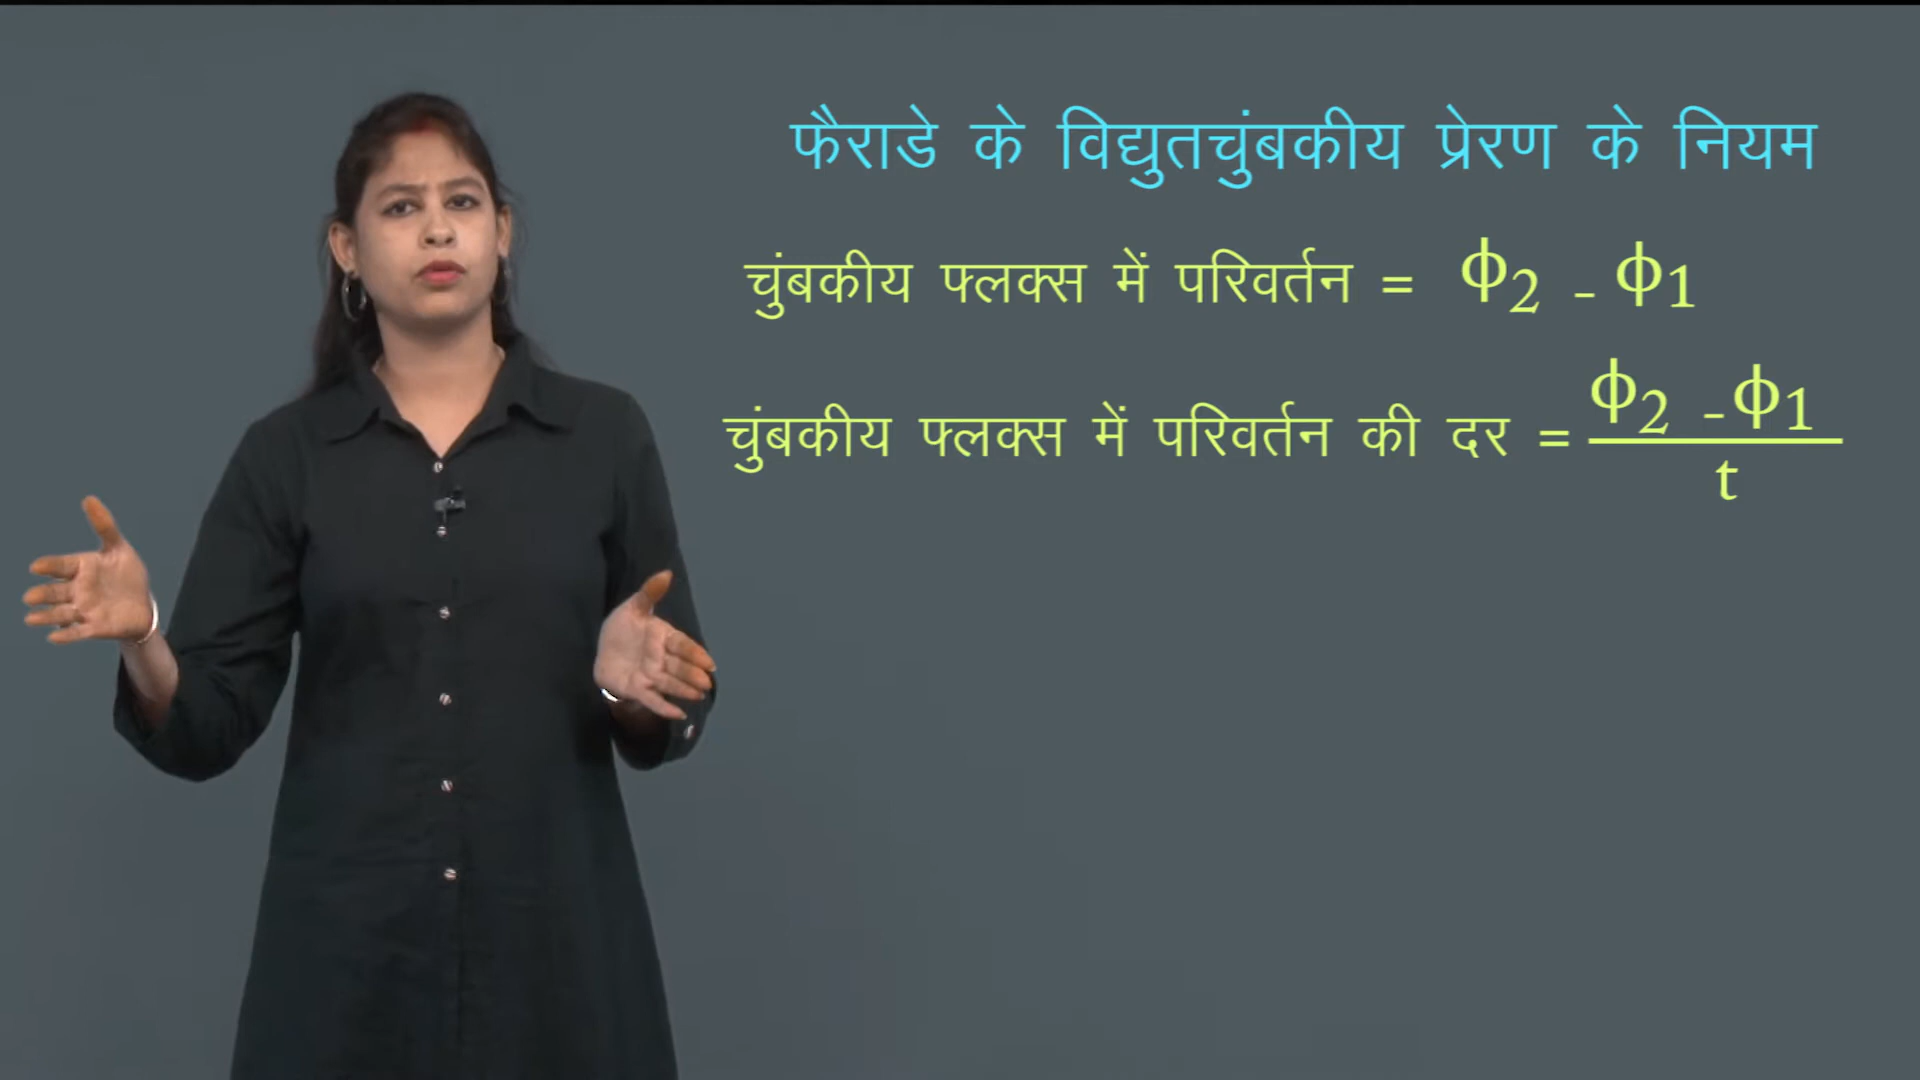 फैराडे के विद्युतचुंबकीय प्रेरण के नियम
चुंबकीय फ्लक्स में परिवर्तन = ϕ₂ - ϕ₁
चुंबकीय फ्लक्स में परिवर्तन की दर = ϕ₂ - ϕ₁ / t